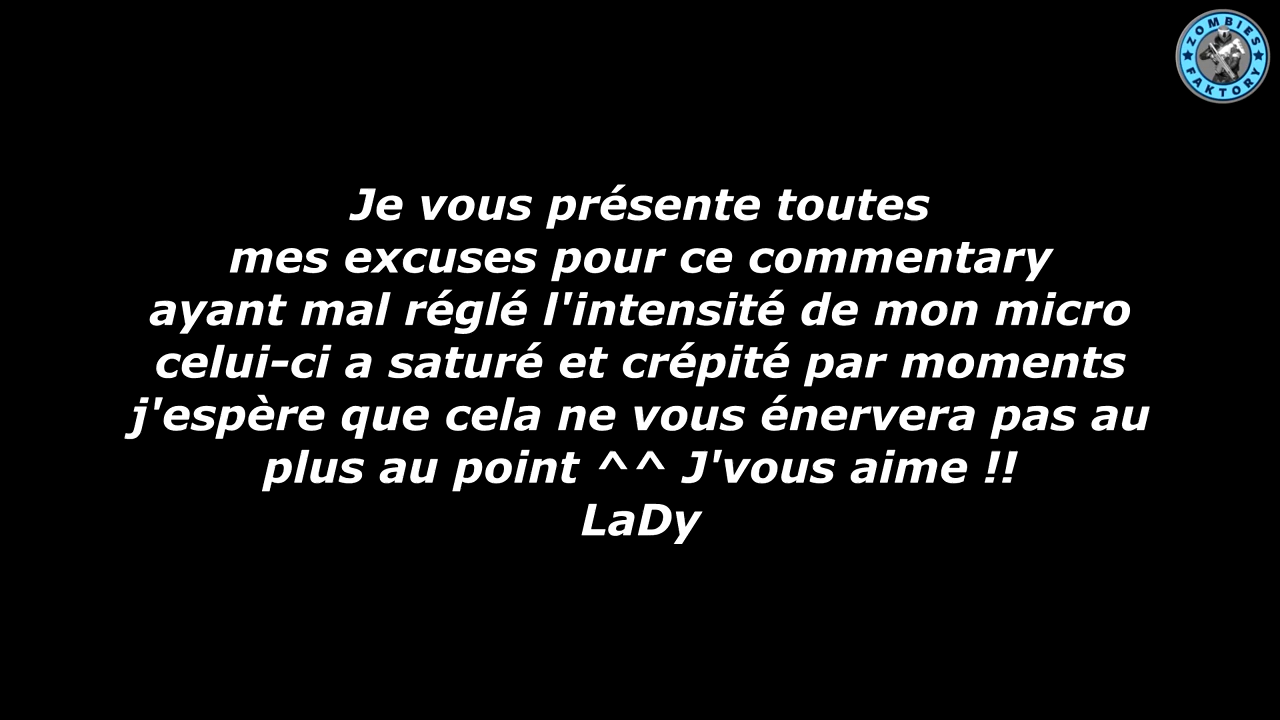 ZOMBIES
FAKTORY
Je vous présente toutes
mes excuses pour ce commentary
ayant mal réglé l'intensité de mon micro
celui-ci a saturé et crépité par moments
j'espère que cela ne vous énervera pas au
plus au point ^^ J'vous aime !!
LaDy